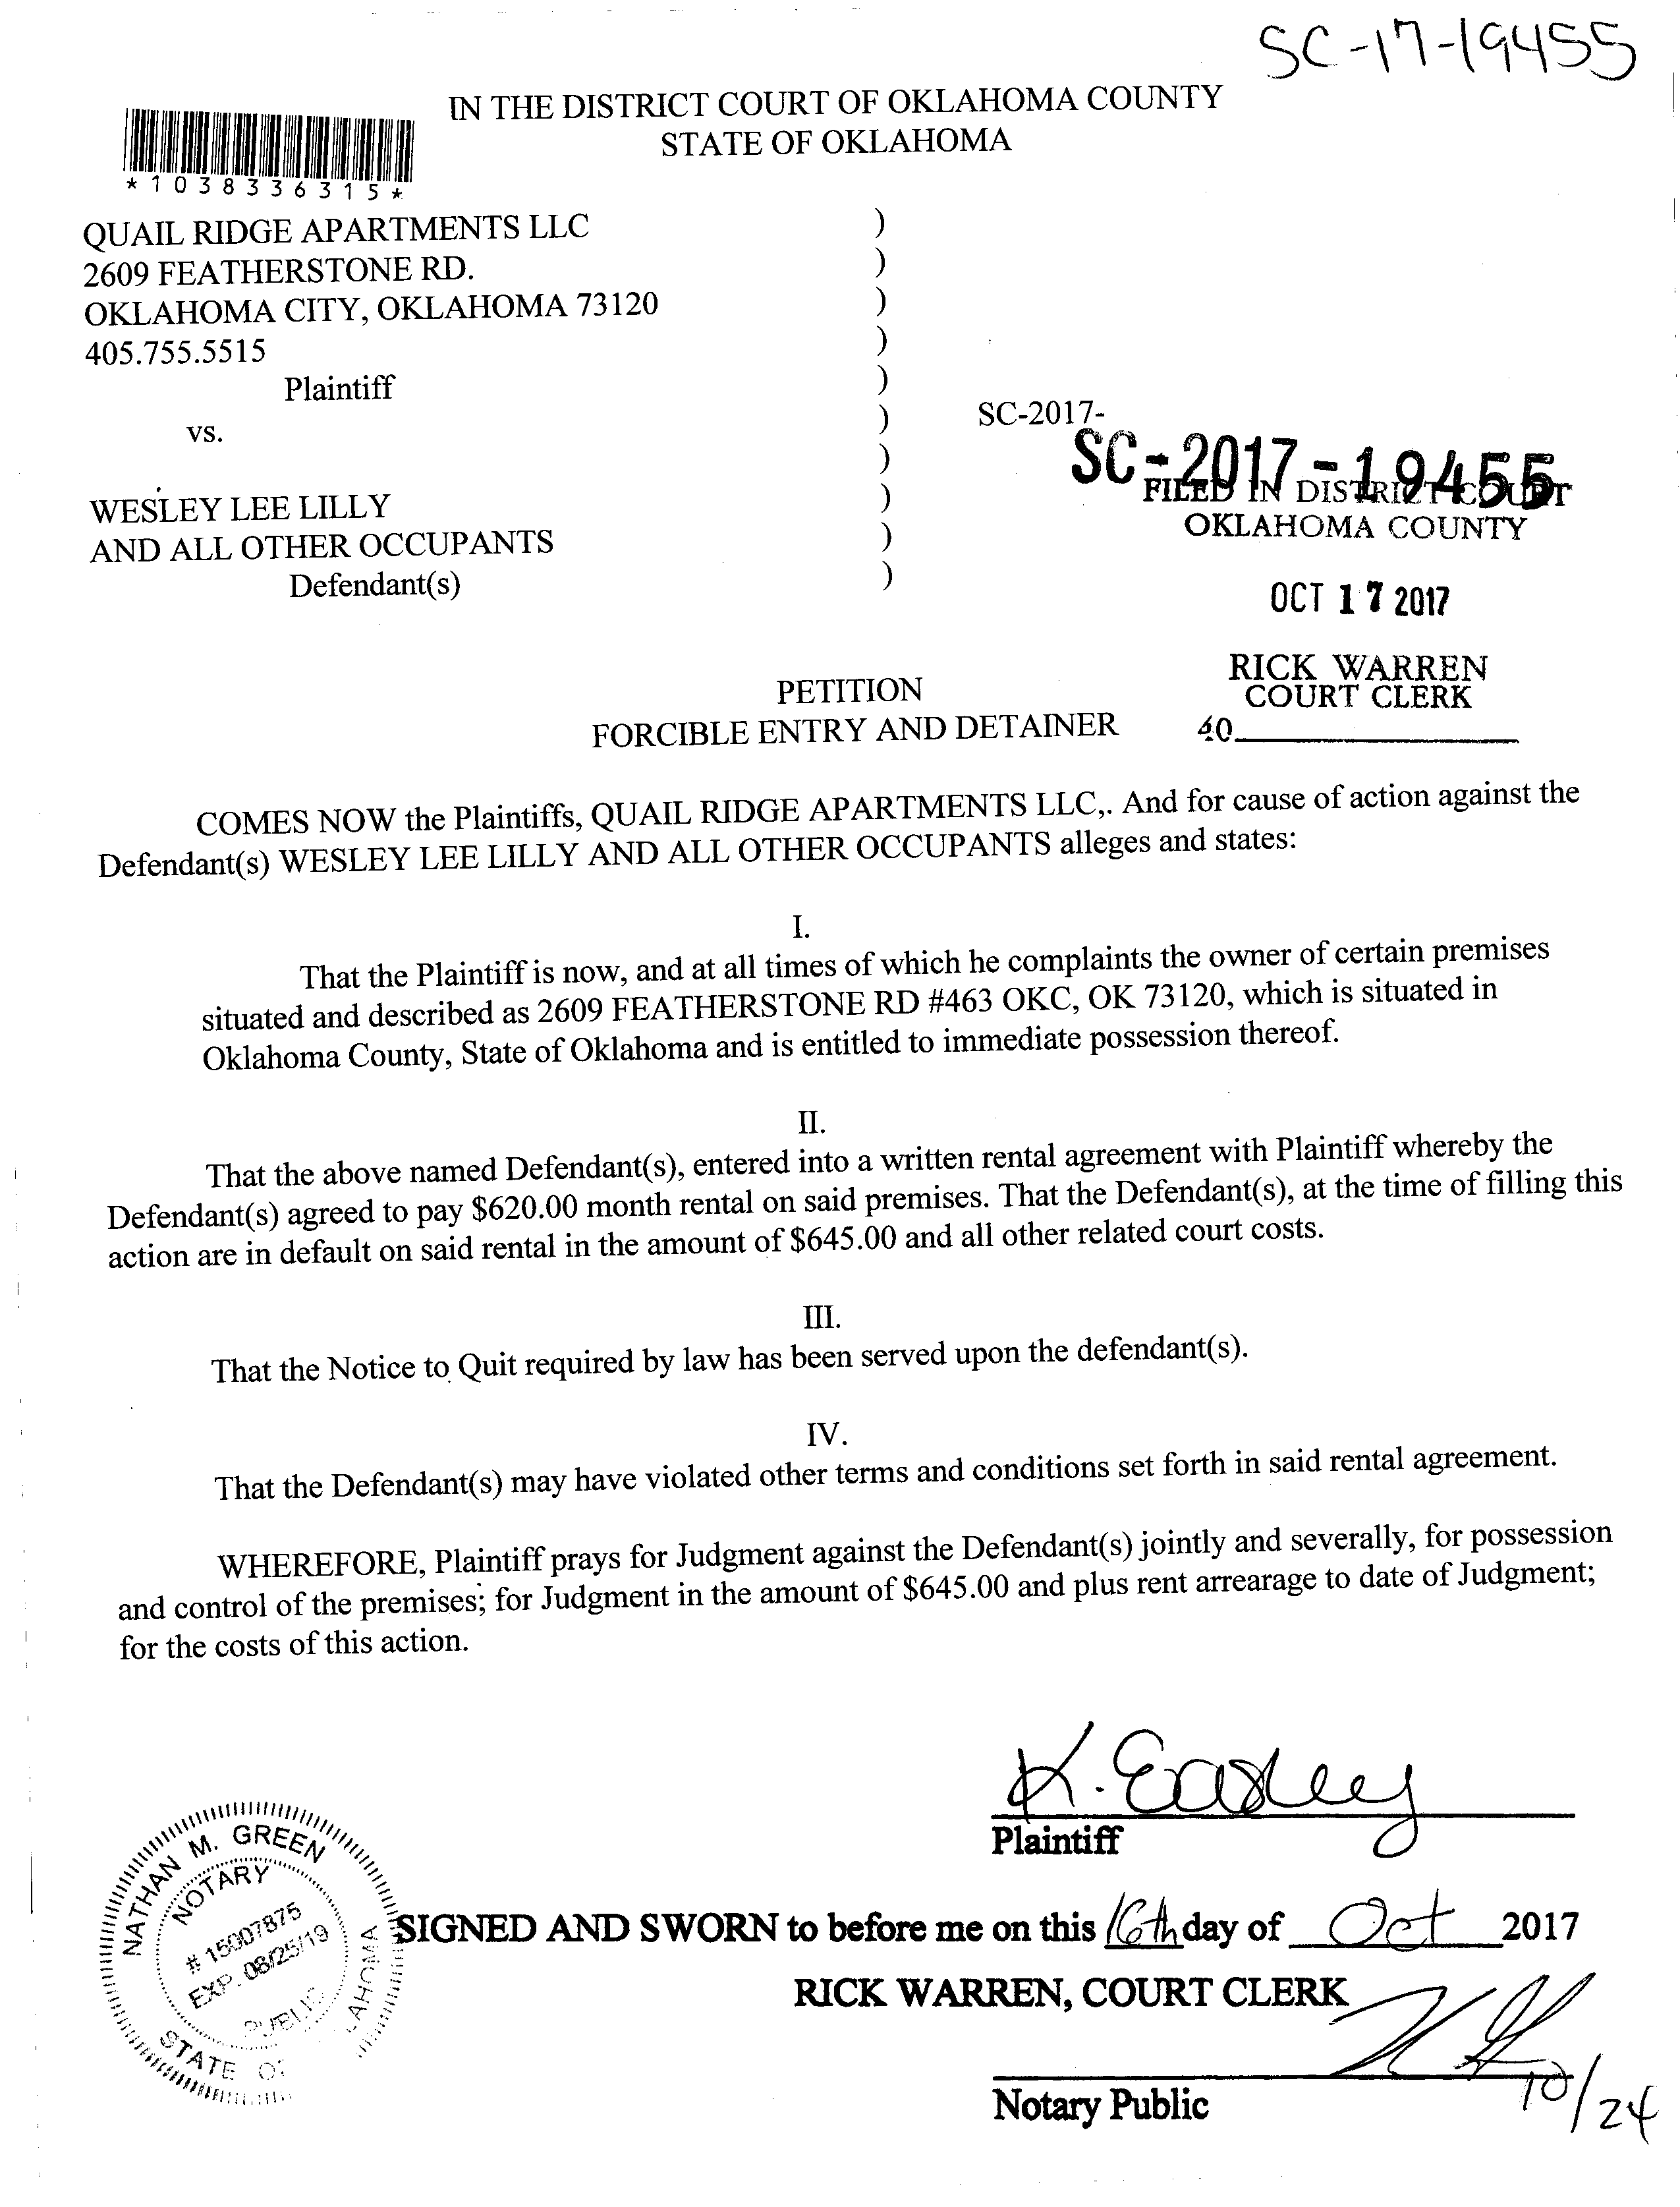 SC-17-19455
IN THE DISTRICT COURT OF OKLAHOMA COUNTY
STATE OF OKLAHOMA
*1038336315*
QUAIL RIDGE APARTMENTS LLC )
2609 FEATHERSTONE RD. )
OKLAHOMA CITY, OKLAHOMA 73120 )
405.755.5515 )
Plaintiff )
vs. )
SC-2017-
)
SC-2017-19455
FILED IN DISTRICT COURT
OKLAHOMA COUNTY
WESLEY LEE LILLY )
AND ALL OTHER OCCUPANTS )
Defendant(s) )
OCT 17 2017
RICK WARREN
COURT CLERK
40
PETITION
FORCIBLE ENTRY AND DETAINER
COMES NOW the Plaintiffs, QUAIL RIDGE APARTMENTS LLC,. And for cause of action against the
Defendant(s) WESLEY LEE LILLY AND ALL OTHER OCCUPANTS alleges and states:
I.
That the Plaintiff is now, and at all times of which he complaints the owner of certain premises
situated and described as 2609 FEATHERSTONE RD #463 OKC, OK 73120, which is situated in
Oklahoma County, State of Oklahoma and is entitled to immediate possession thereof.
II.
That the above named Defendant(s), entered into a written rental agreement with Plaintiff whereby the
Defendant(s) agreed to pay $620.00 month rental on said premises. That the Defendant(s), at the time of filling this
action are in default on said rental in the amount of $645.00 and all other related court costs.
III.
That the Notice to Quit required by law has been served upon the defendant(s).
IV.
That the Defendant(s) may have violated other terms and conditions set forth in said rental agreement.
WHEREFORE, Plaintiff prays for Judgment against the Defendant(s) jointly and severally, for possession
and control of the premises; for Judgment in the amount of $645.00 and plus rent arrearage to date of Judgment;
for the costs of this action.
K. Easley
Plaintiff
NATHAN M. GREEN
NOTARY
# 15007875
EXP. 08/25/19
PUBLIC
STATE OF
LAHOMA
SIGNED AND SWORN to before me on this 16th day of Oct 2017
RICK WARREN, COURT CLERK
Notary Public
10/24